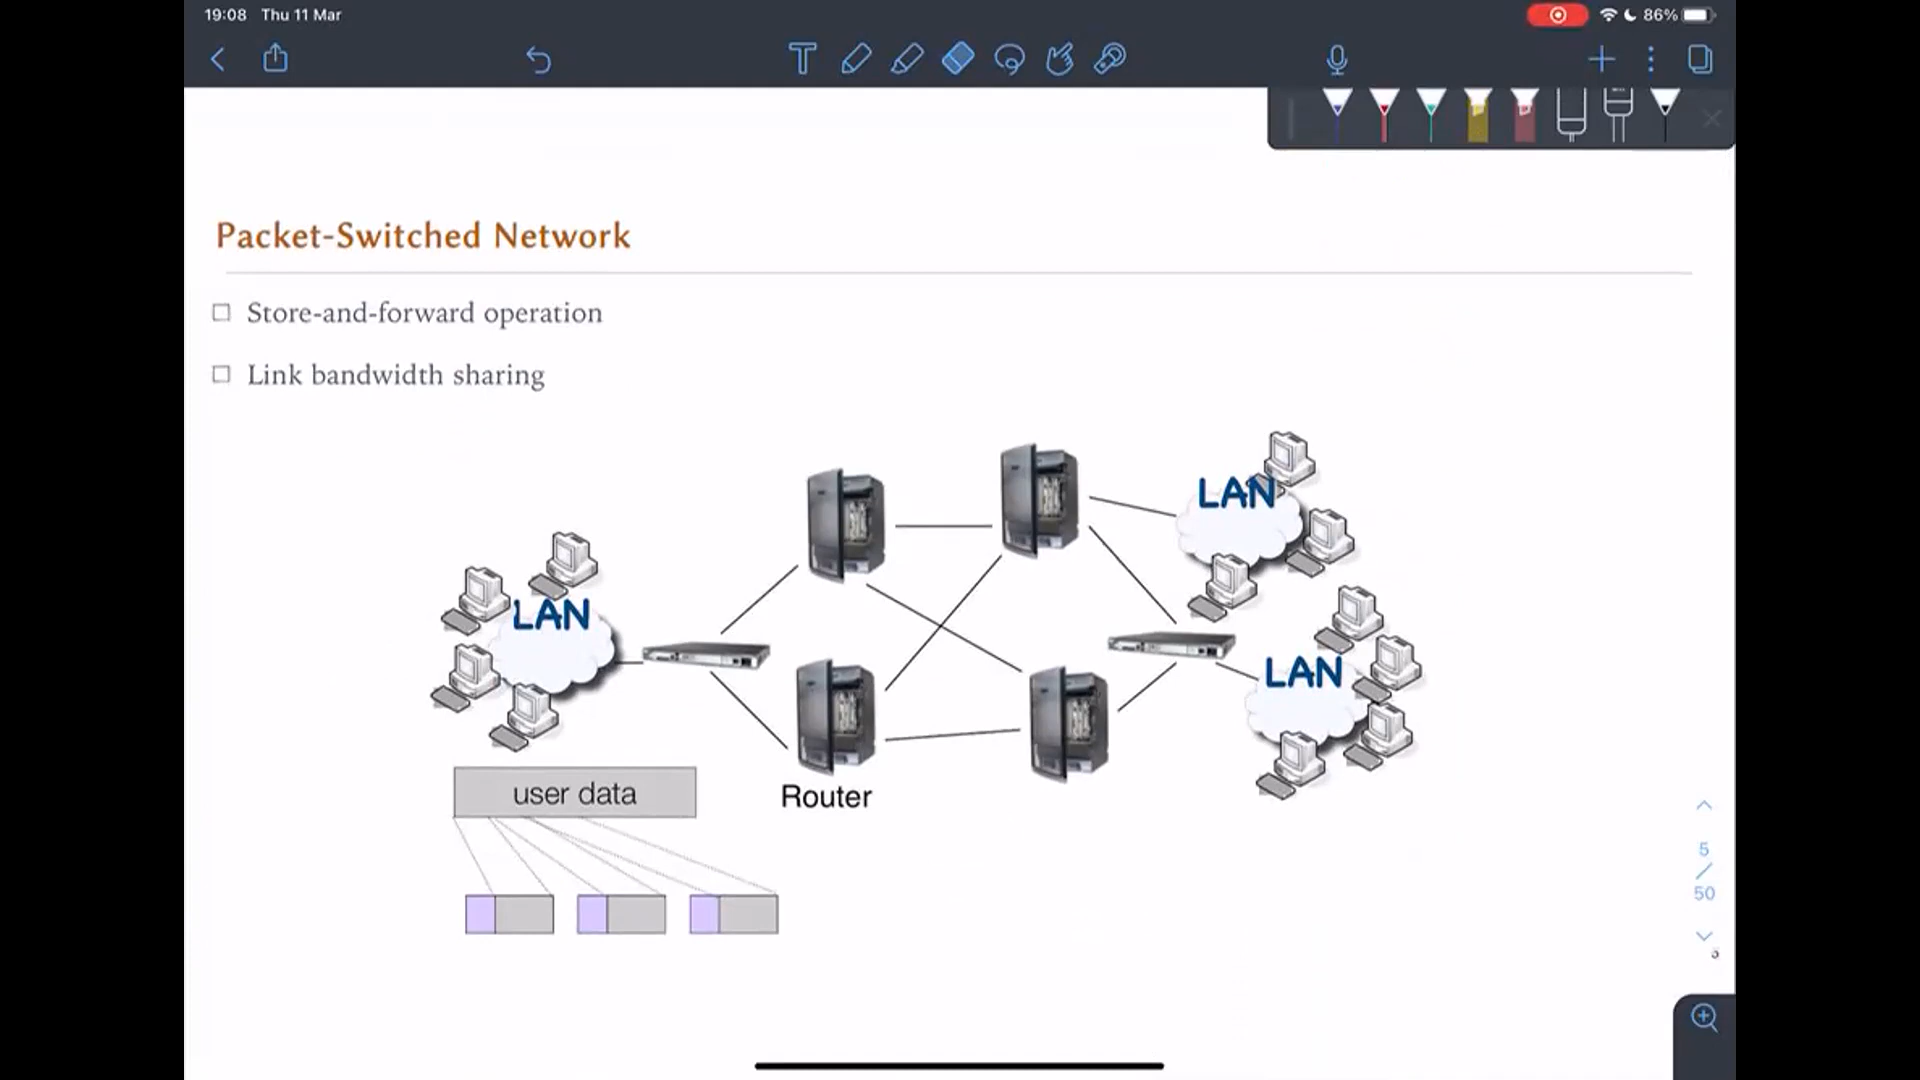 19:08 Thu 11 Mar
86%
Packet-Switched Network
Store-and-forward operation
Link bandwidth sharing
LAN
LAN
LAN
user data
Router
5
/
50